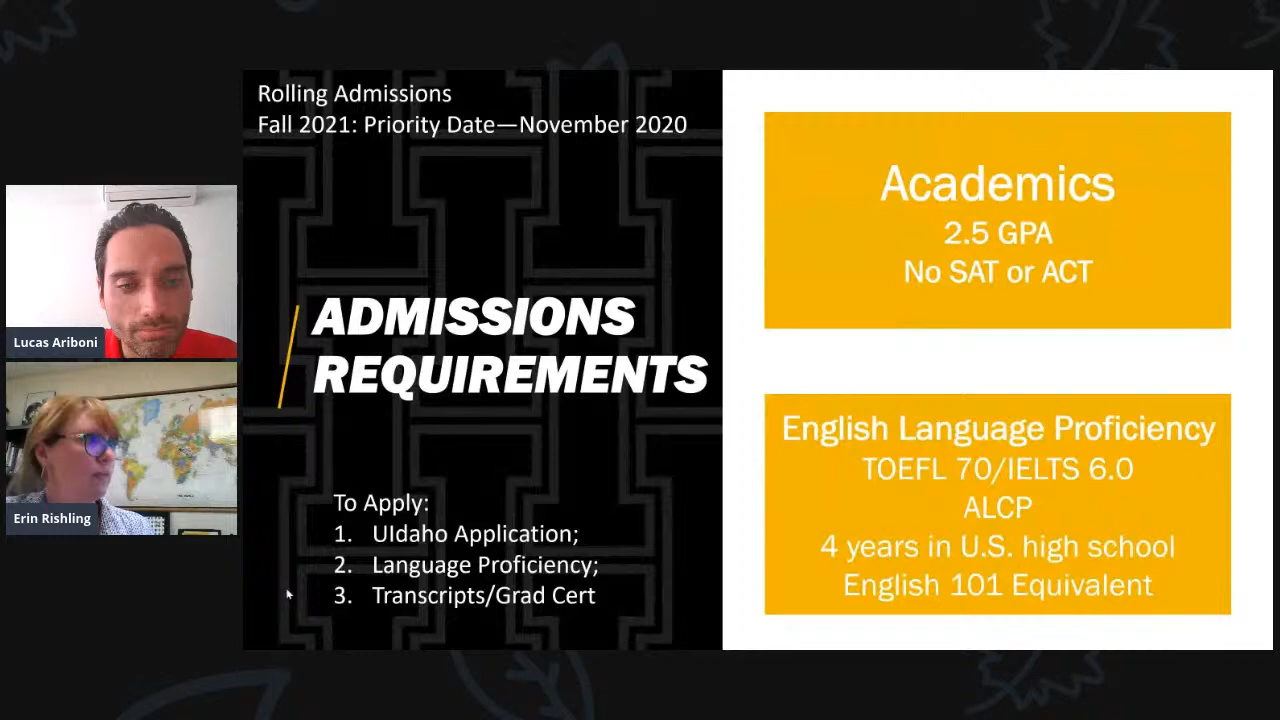 Rolling Admissions
Fall 2021: Priority Date—November 2020
ADMISSIONS
REQUIREMENTS
To Apply:
1. UIdaho Application;
2. Language Proficiency;
3. Transcripts/Grad Cert
Academics
2.5 GPA
No SAT or ACT
English Language Proficiency
TOEFL 70/IELTS 6.0
ALCP
4 years in U.S. high school
English 101 Equivalent
Lucas Ariboni
Erin Rishling